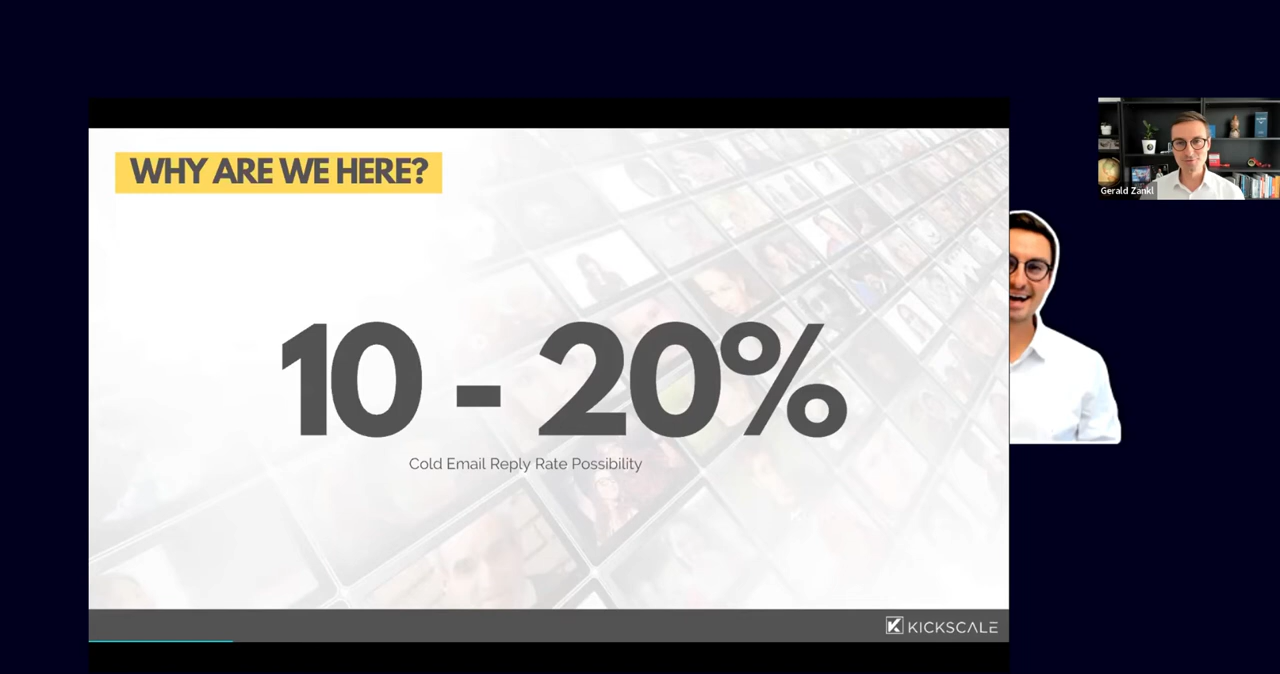 WHY ARE WE HERE?
Gerald Zankl
10 - 20%
Cold Email Reply Rate Possibility
KICKSCALE